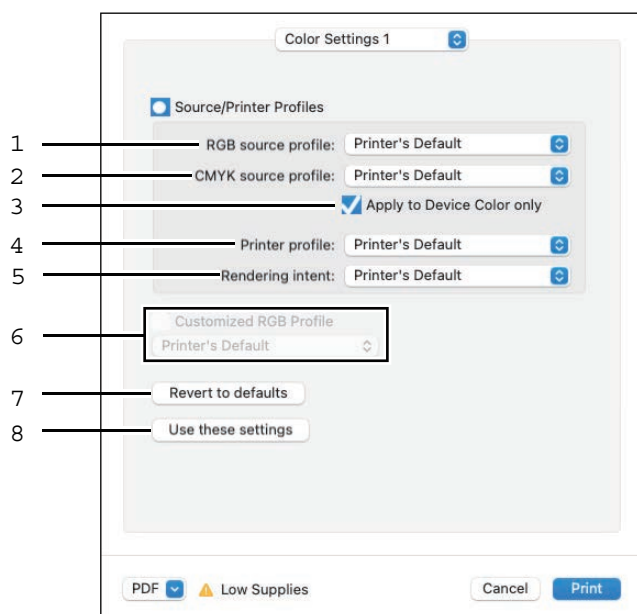 Color Settings 1
Source/Printer Profiles
1 RGB source profile: Printer's Default
2 CMYK source profile: Printer's Default
3 Apply to Device Color only
4 Printer profile: Printer's Default
5 Rendering intent: Printer's Default
Customized RGB Profile
6 Printer's Default
7 Revert to defaults
8 Use these settings
PDF Low Supplies Cancel Print